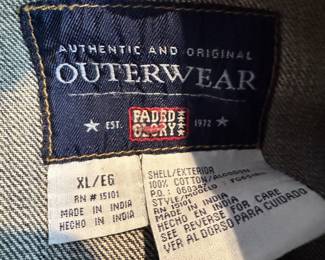 AUTHENTIC AND ORIGINAL
OUTERWEAR
EST. FADED GLORY 1972
XL/EG
RN # 15101
MADE IN INDIA
HECHO EN INDIA
SHELL/EXTERIOR
100% COTTON/ALGODON
P.O.:
STYLE/
RN
MADE IN INDIA
HECHO EN INDIA
SEE REVERSE FOR CARE
VER AL DORSO PARA CUIDADO